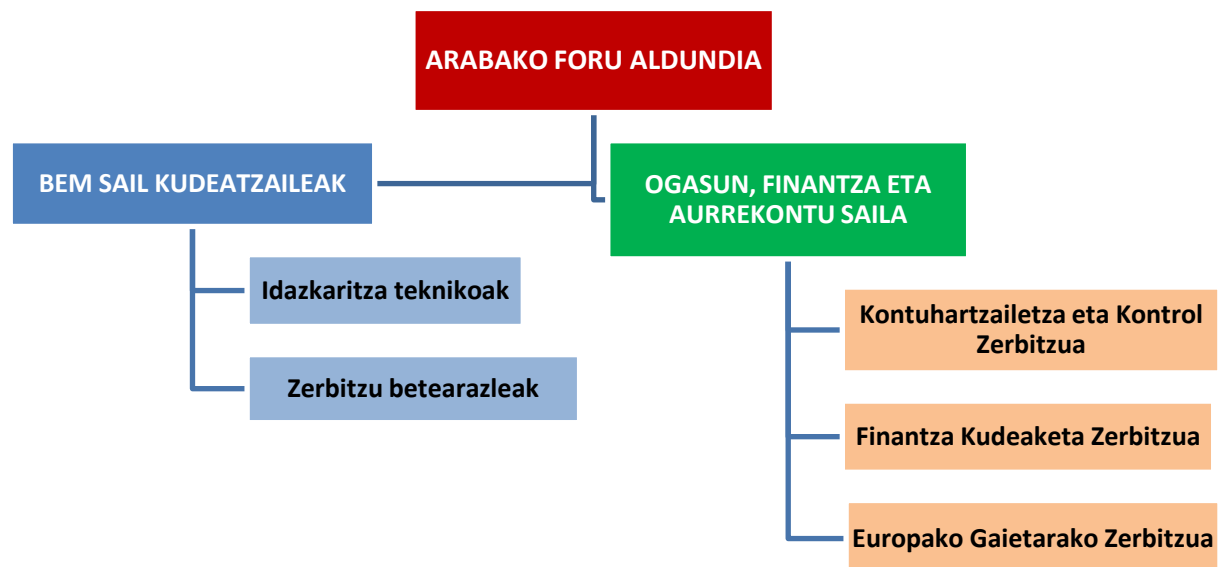 ARABAKO FORU ALDUNDIA
BEM SAIL KUDEATZAILEAK
OGASUN, FINANTZA ETA
AURREKONTU SAILA
Idazkaritza teknikoak
Zerbitzu betearazleak
Kontuhartzailetza eta Kontrol
Zerbitzua
Finantza Kudeaketa Zerbitzua
Europako Gaietarako Zerbitzua